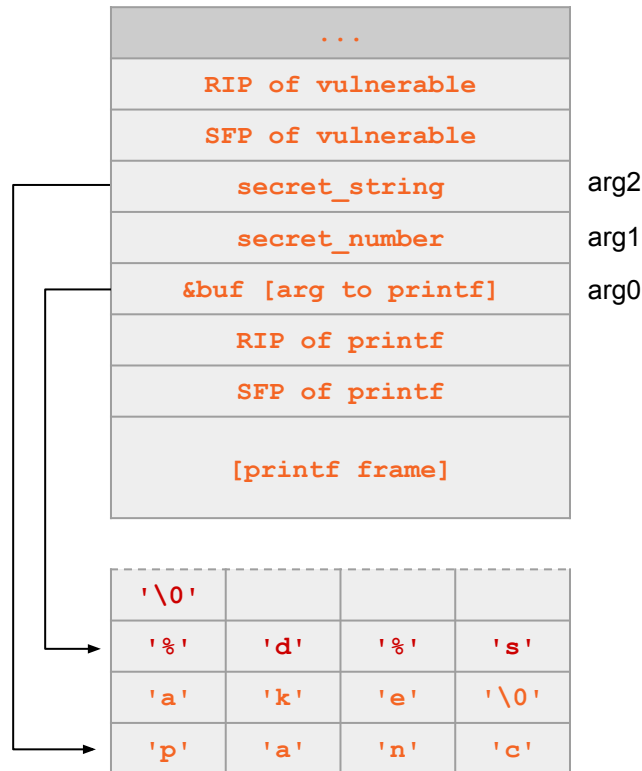 ...
RIP of vulnerable
SFP of vulnerable
secret_string arg2
secret_number arg1
&buf [arg to printf] arg0
RIP of printf
SFP of printf
[printf frame]
'\0'
'%' 'd' '%' 's'
'a' 'k' 'e' '\0'
'p' 'a' 'n' 'c'